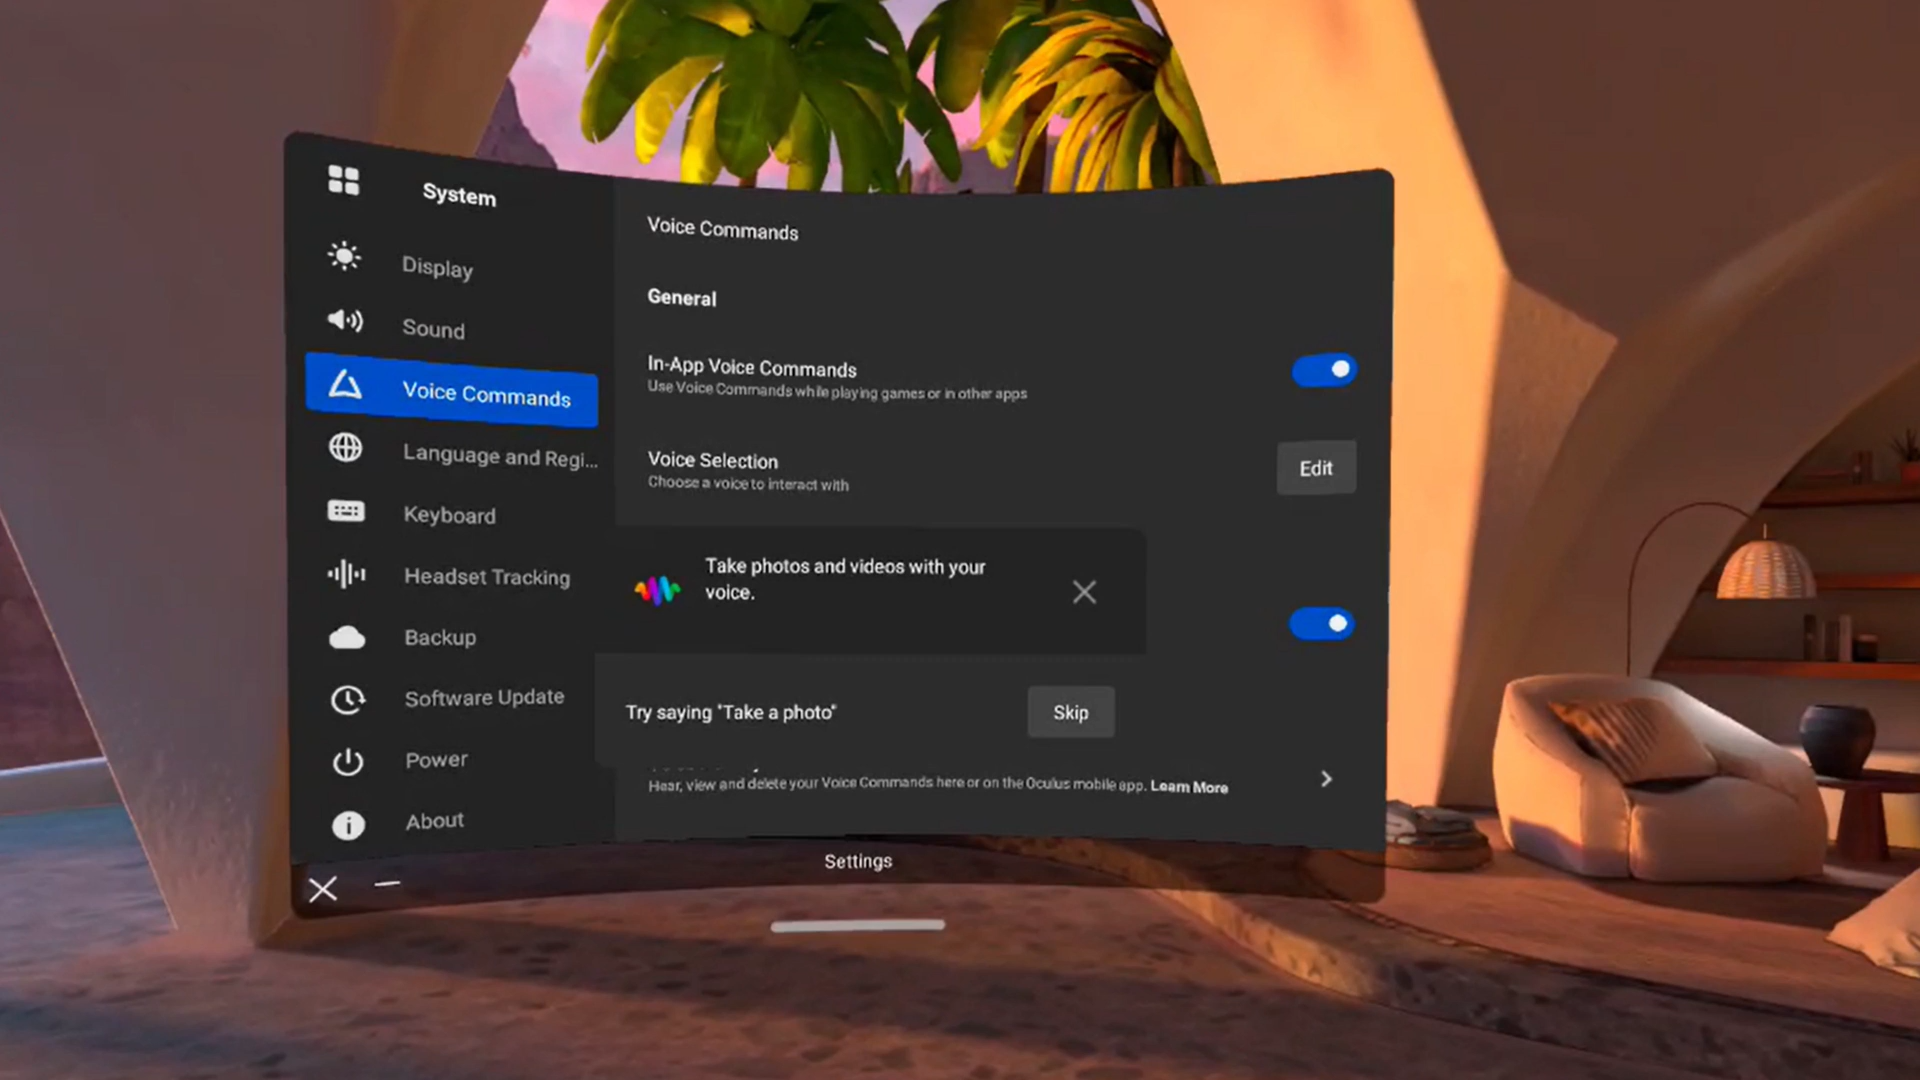 System
Display
Sound
Voice Commands
Language and Regi...
Keyboard
Headset Tracking
Backup
Software Update
Power
About
Voice Commands
General
In-App Voice Commands
Use Voice Commands while playing games or in other apps
Voice Selection
Choose a voice to interact with
Edit
Take photos and videos with your
voice.
Try saying "Take a photo"
Skip
Hear, view and delete your Voice Commands here or on the Oculus mobile app. Learn More
Settings